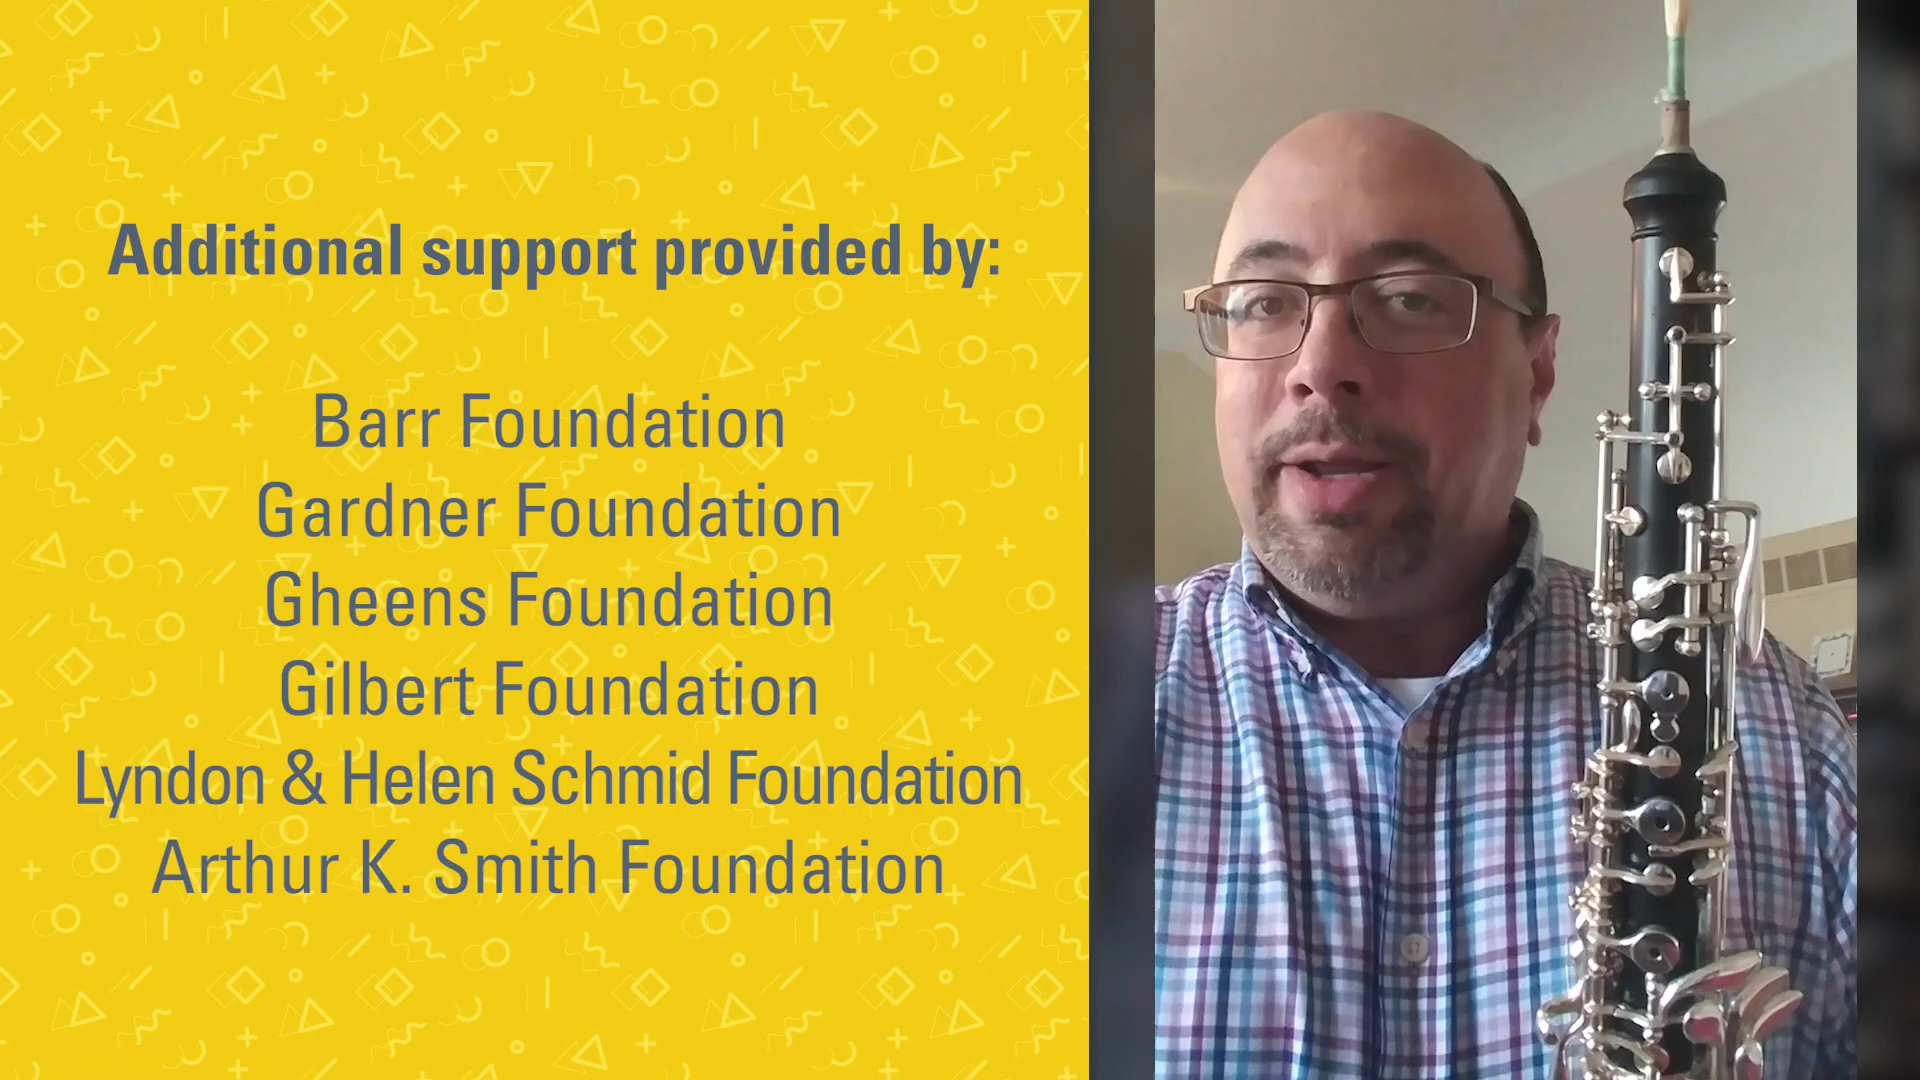 Additional support provided by:
Barr Foundation
Gardner Foundation
Gheens Foundation
Gilbert Foundation
Lyndon & Helen Schmid Foundation
Arthur K. Smith Foundation